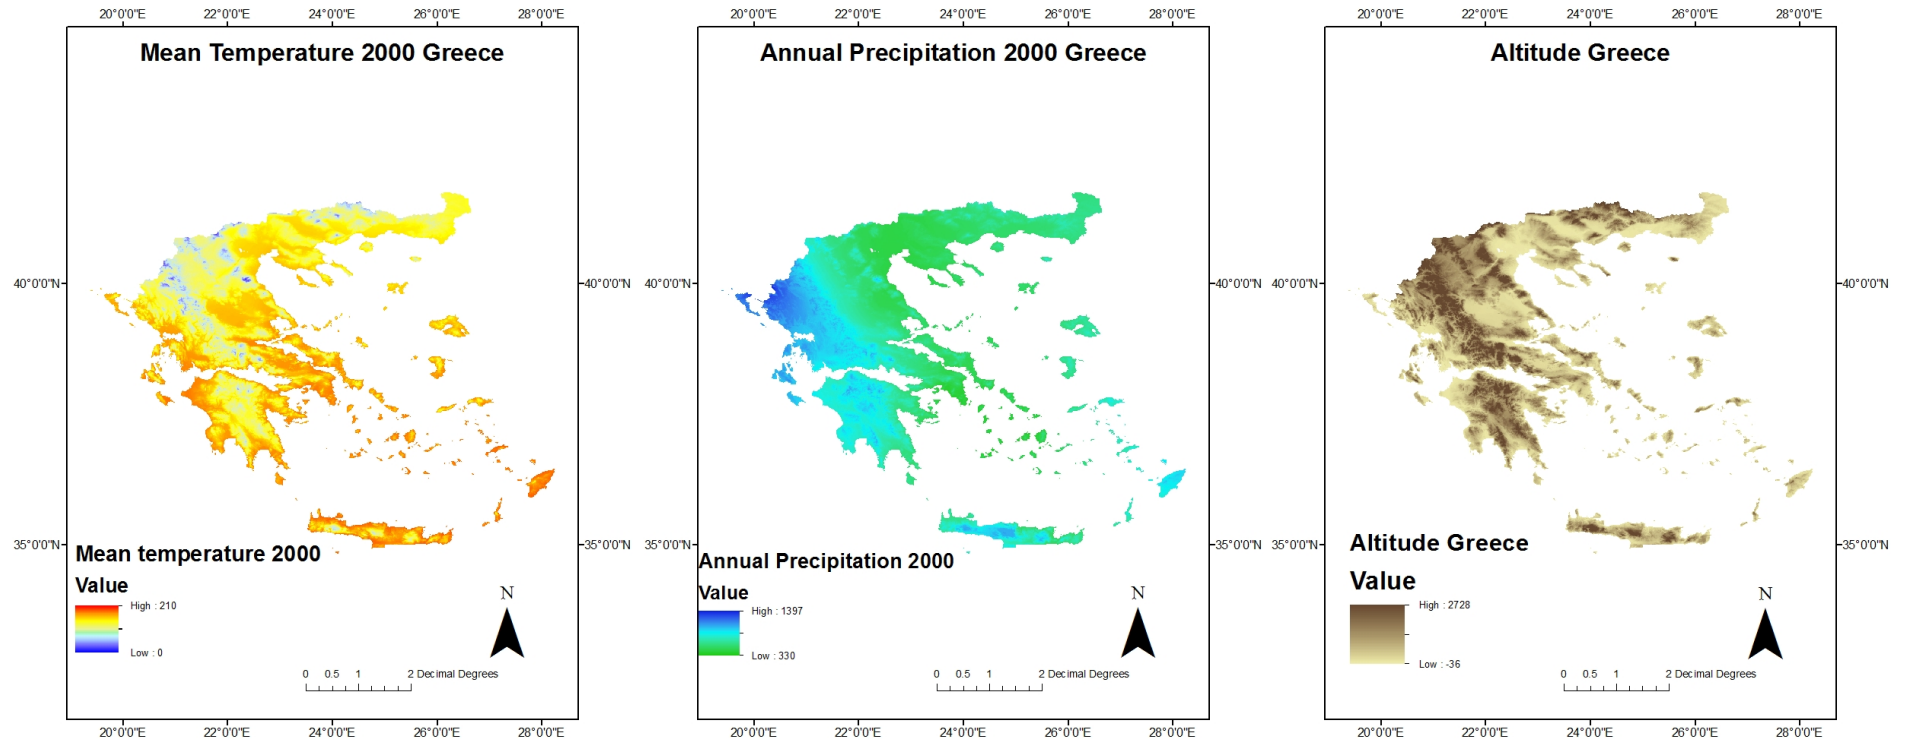 20°0'0"E 22°0'0"E 24°0'0"E 26°0'0"E 28°0'0"E
Mean Temperature 2000 Greece
40°0'0"N 40°0'0"N
35°0'0"N 35°0'0"N
Mean temperature 2000
Value
High : 210
Low : 0
N
0 0.5 1 2 Decimal Degrees
20°0'0"E 22°0'0"E 24°0'0"E 26°0'0"E 28°0'0"E
20°0'0"E 22°0'0"E 24°0'0"E 26°0'0"E 28°0'0"E
Annual Precipitation 2000 Greece
40°0'0"N 40°0'0"N
35°0'0"N 35°0'0"N
Annual Precipitation 2000
Value
High : 1397
Low : 330
N
0 0.5 1 2 Decimal Degrees
20°0'0"E 22°0'0"E 24°0'0"E 26°0'0"E 28°0'0"E
20°0'0"E 22°0'0"E 24°0'0"E 26°0'0"E 28°0'0"E
Altitude Greece
40°0'0"N 40°0'0"N
35°0'0"N 35°0'0"N
Altitude Greece
Value
High : 2728
Low : -36
N
0 0.5 1 2 Decimal Degrees
20°0'0"E 22°0'0"E 24°0'0"E 26°0'0"E 28°0'0"E